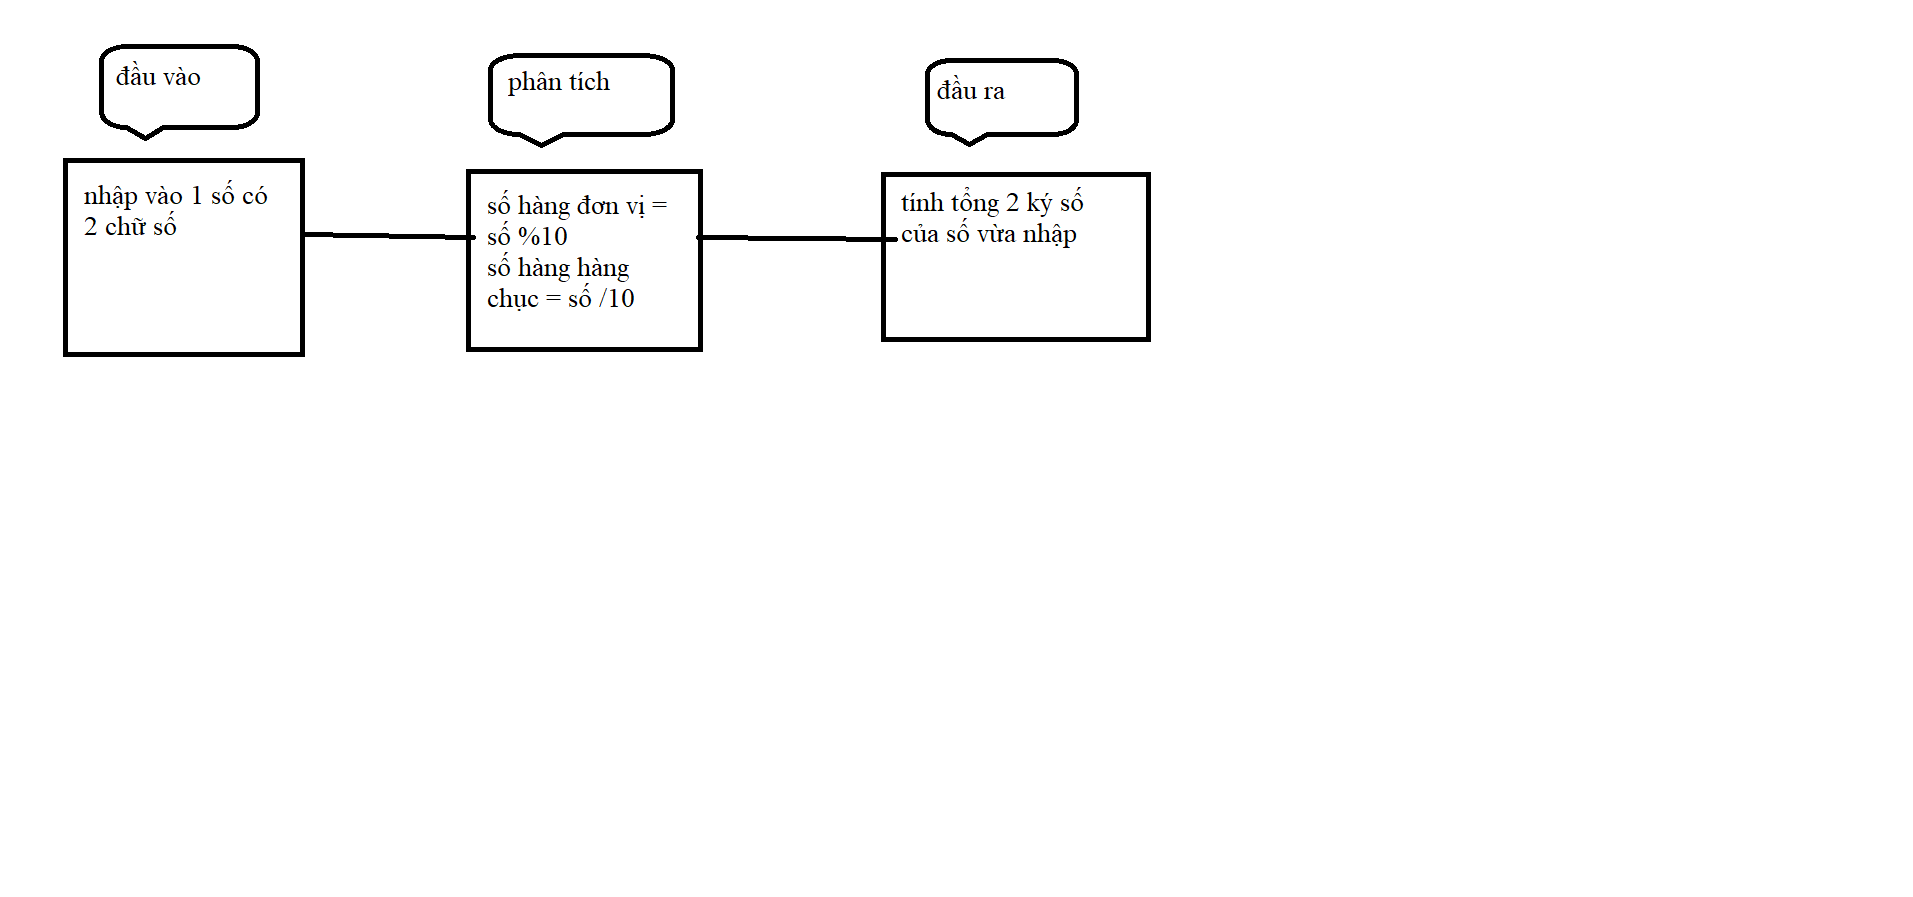 đầu vào
phân tích
đầu ra
nhập vào 1 số có
2 chữ số
số hàng đơn vị =
số %10
số hàng hàng
chục = số /10
tính tổng 2 ký số
của số vừa nhập